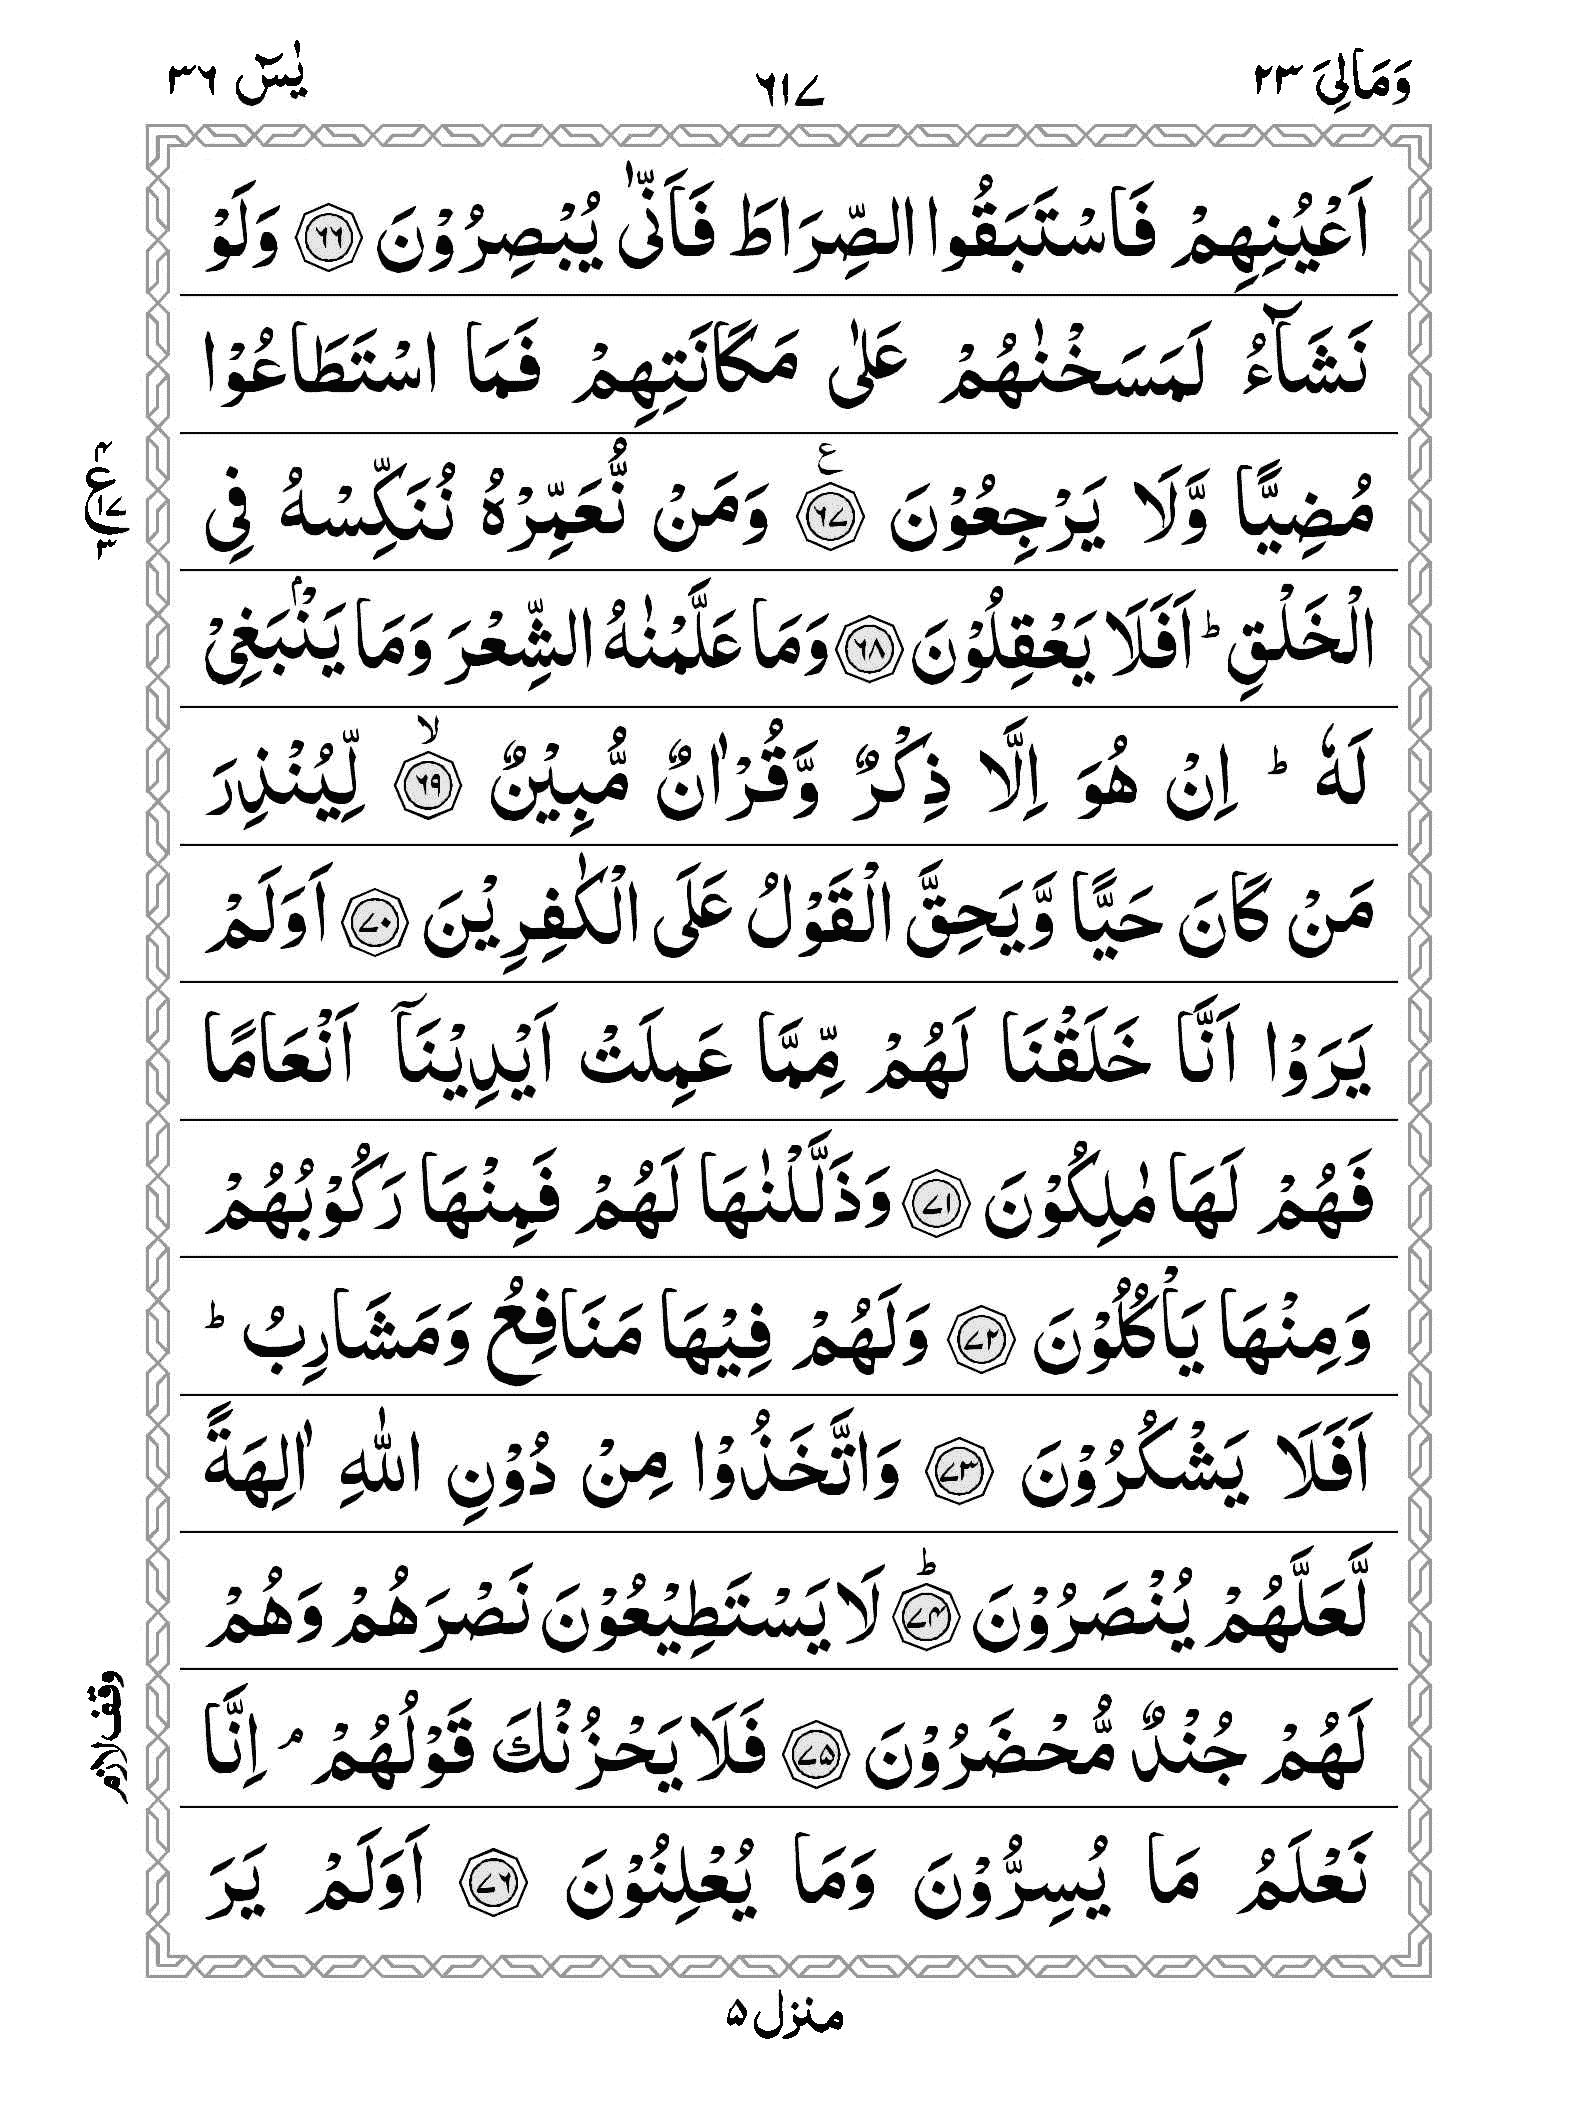 وَمَالِیَ ٢٣
٦١٧
یٰسٓ ٣٦
اَعْیُنِهِمْ فَاسْتَبَقُوا الصِّرَاطَ فَاَنّٰی یُبْصِرُوْنَ ﴿٦٦﴾ وَلَوْ
نَشَآءُ لَمَسَخْنٰهُمْ عَلٰی مَكَانَتِهِمْ فَمَا اسْتَطَاعُوْا
مُضِیًّا وَّلَا یَرْجِعُوْنَ ﴿٦٧﴾ع وَمَنْ نُّعَمِّرْهُ نُنَكِّسْهُ فِی
الْخَلْقِ ؕ اَفَلَا یَعْقِلُوْنَ ﴿٦٨﴾ وَمَا عَلَّمْنٰهُ الشِّعْرَ وَمَا یَنْۢبَغِیْ
لَهٗ ؕ اِنْ هُوَ اِلَّا ذِكْرٌ وَّقُرْاٰنٌ مُّبِیْنٌ ﴿٦٩﴾ۙ لِّیُنْذِرَ
مَنْ كَانَ حَیًّا وَّیَحِقَّ الْقَوْلُ عَلَی الْكٰفِرِیْنَ ﴿٧٠﴾ اَوَلَمْ
یَرَوْا اَنَّا خَلَقْنَا لَهُمْ مِّمَّا عَمِلَتْ اَیْدِیْنَاۤ اَنْعَامًا
فَهُمْ لَهَا مٰلِكُوْنَ ﴿٧١﴾ وَذَلَّلْنٰهَا لَهُمْ فَمِنْهَا رَكُوْبُهُمْ
وَمِنْهَا یَاْكُلُوْنَ ﴿٧٢﴾ وَلَهُمْ فِیْهَا مَنَافِعُ وَمَشَارِبُ ؕ
اَفَلَا یَشْكُرُوْنَ ﴿٧٣﴾ وَاتَّخَذُوْا مِنْ دُوْنِ اللّٰهِ اٰلِهَةً
لَّعَلَّهُمْ یُنْصَرُوْنَ ﴿٧٤﴾ؕ لَا یَسْتَطِیْعُوْنَ نَصْرَهُمْ وَهُمْ
لَهُمْ جُنْدٌ مُّحْضَرُوْنَ ﴿٧٥﴾ فَلَا یَحْزُنْكَ قَوْلُهُمْ ۘ اِنَّا
نَعْلَمُ مَا یُسِرُّوْنَ وَمَا یُعْلِنُوْنَ ﴿٧٦﴾ اَوَلَمْ یَرَ
٤
ع
١٧
٣
وقف لازم
منزل ٥